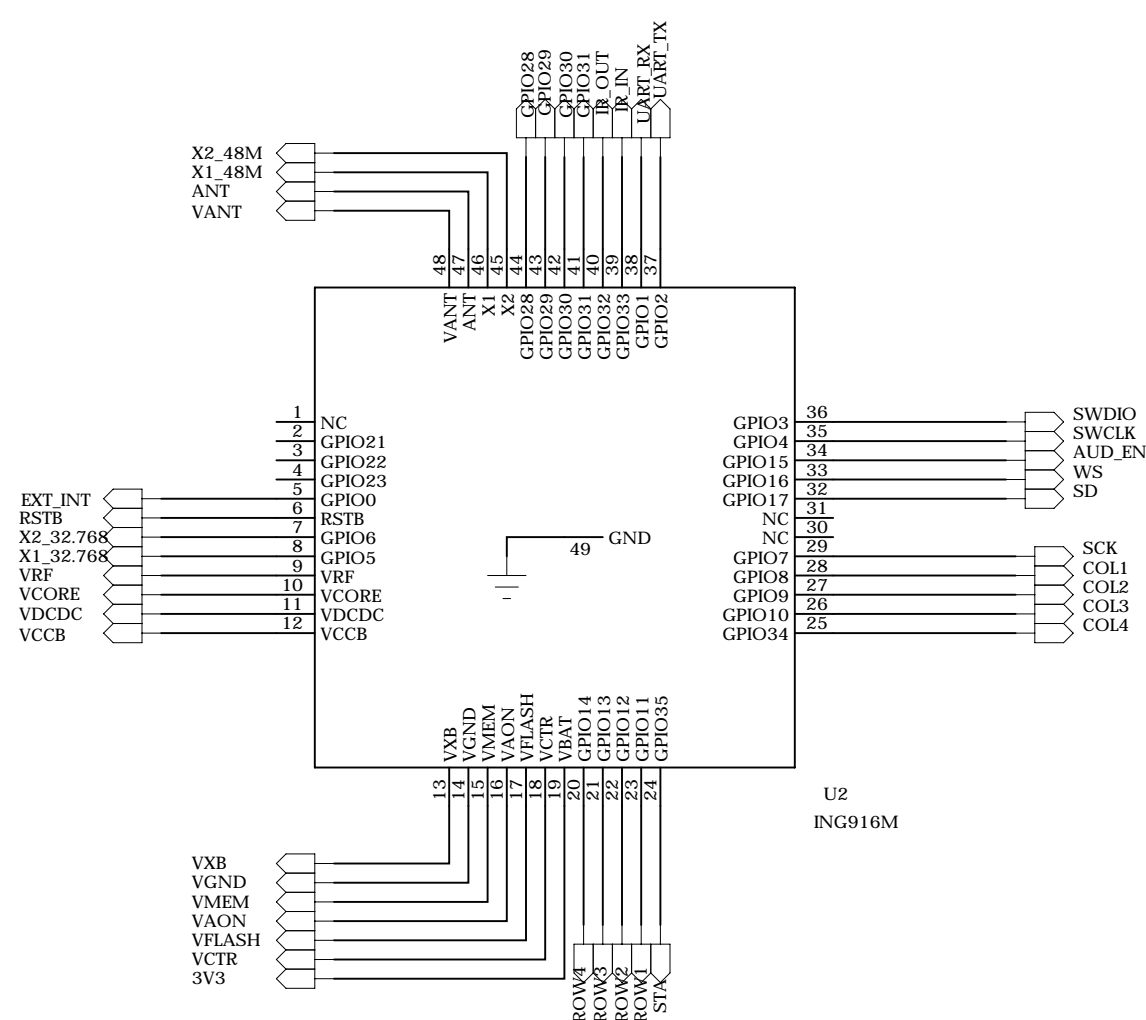 GPIO28
GPIO29
GPIO30
GPIO31
IR_OUT
IR_IN
UART_RX
UART_TX
X2_48M
X1_48M
ANT
VANT
48
47
46
45
44
43
42
41
40
39
38
37
VANT
ANT
X1
X2
GPIO28
GPIO29
GPIO30
GPIO31
GPIO32
GPIO33
GPIO1
GPIO2
1 NC
2 GPIO21
3 GPIO22
4 GPIO23
EXT_INT 5 GPIO0
RSTB 6 RSTB
X2_32.768 7 GPIO6
X1_32.768 8 GPIO5
VRF 9 VRF
VCORE 10 VCORE
VDCDC 11 VDCDC
VCCB 12 VCCB
49 GND
GPIO3 36 SWDIO
GPIO4 35 SWCLK
GPIO15 34 AUD_EN
GPIO16 33 WS
GPIO17 32 SD
NC 31
NC 30
GPIO7 29 SCK
GPIO8 28 COL1
GPIO9 27 COL2
GPIO10 26 COL3
GPIO34 25 COL4
VXB
VGND
VMEM
VAON
VFLASH
VCTR
VBAT
GPIO14
GPIO13
GPIO12
GPIO11
GPIO35
13
14
15
16
17
18
19
20
21
22
23
24
U2
ING916M
VXB
VGND
VMEM
VAON
VFLASH
VCTR
3V3
ROW4
ROW3
ROW2
ROW1
STA